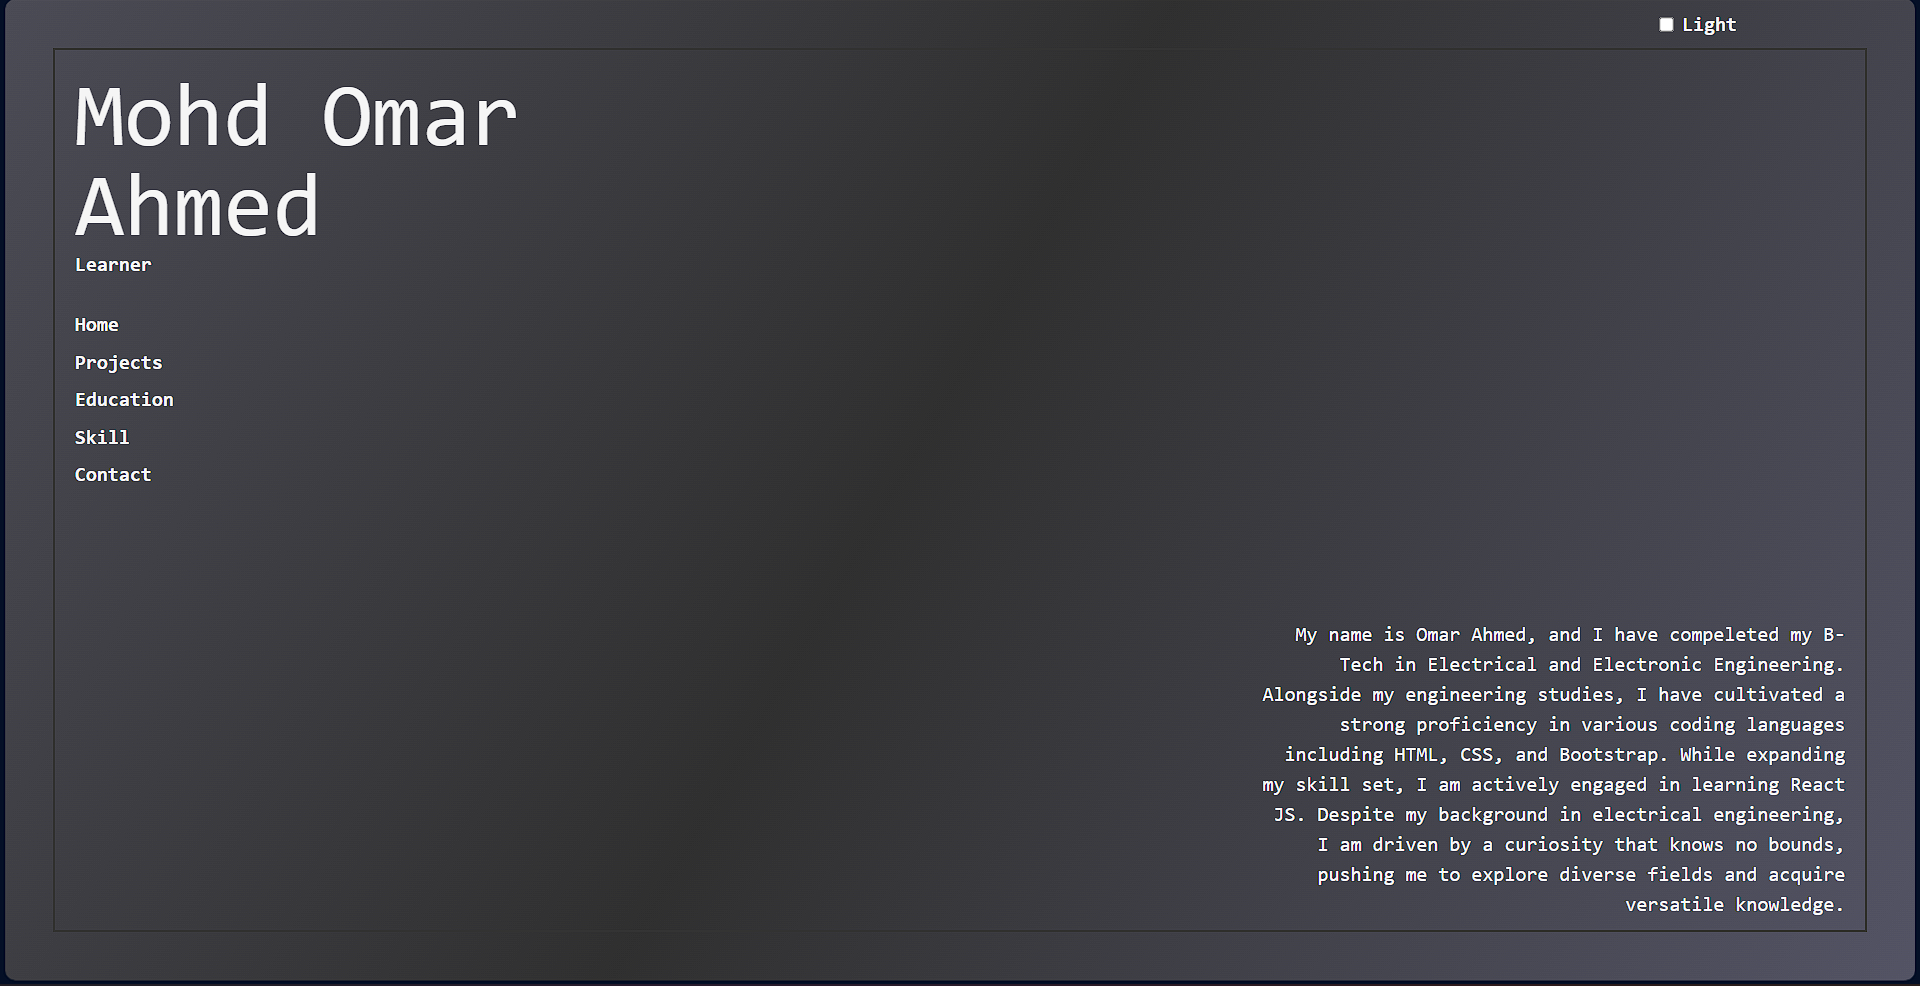 Light
Mohd Omar
Ahmed
Learner
Home
Projects
Education
Skill
Contact
My name is Omar Ahmed, and I have compeleted my B-
Tech in Electrical and Electronic Engineering.
Alongside my engineering studies, I have cultivated a
strong proficiency in various coding languages
including HTML, CSS, and Bootstrap. While expanding
my skill set, I am actively engaged in learning React
JS. Despite my background in electrical engineering,
I am driven by a curiosity that knows no bounds,
pushing me to explore diverse fields and acquire
versatile knowledge.